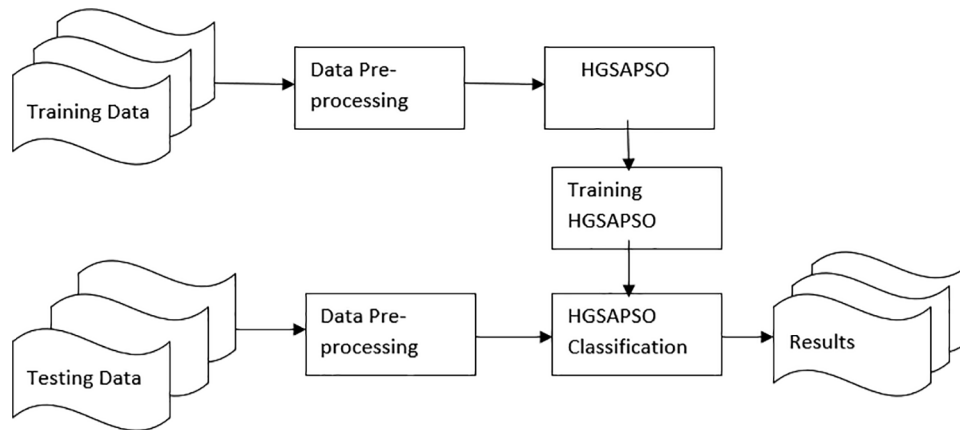 Training Data
Data Pre-
processing
HGSAPSO
Training
HGSAPSO
Testing Data
Data Pre-
processing
HGSAPSO
Classification
Results